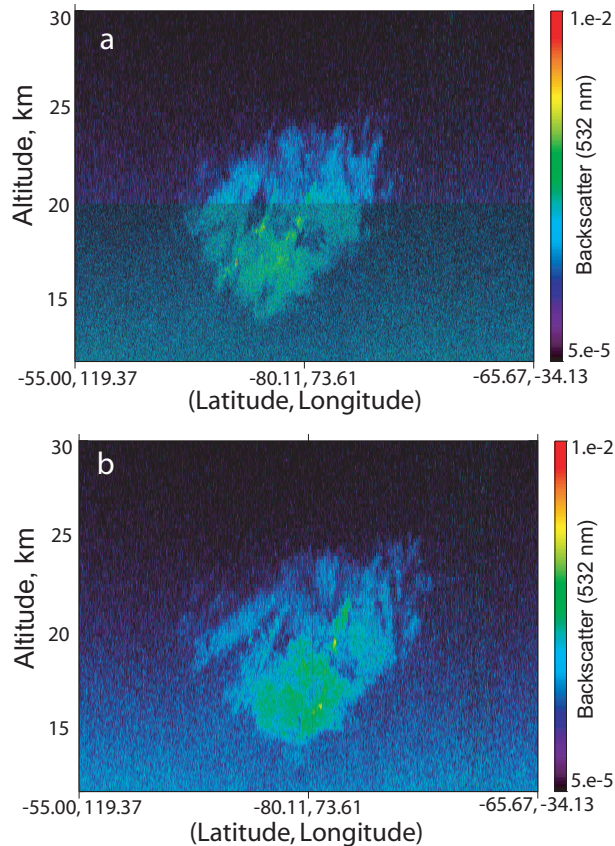 a
30
25
20
15
Altitude, km
-55.00,119.37
-80.11,73.61
-65.67,-34.13
(Latitude,Longitude)
1.e-2
Backscatter (532 nm)
5.e-5
b
30
25
20
15
Altitude, km
-55.00,119.37
-80.11,73.61
-65.67,-34.13
(Latitude,Longitude)
1.e-2
Backscatter (532 nm)
5.e-5